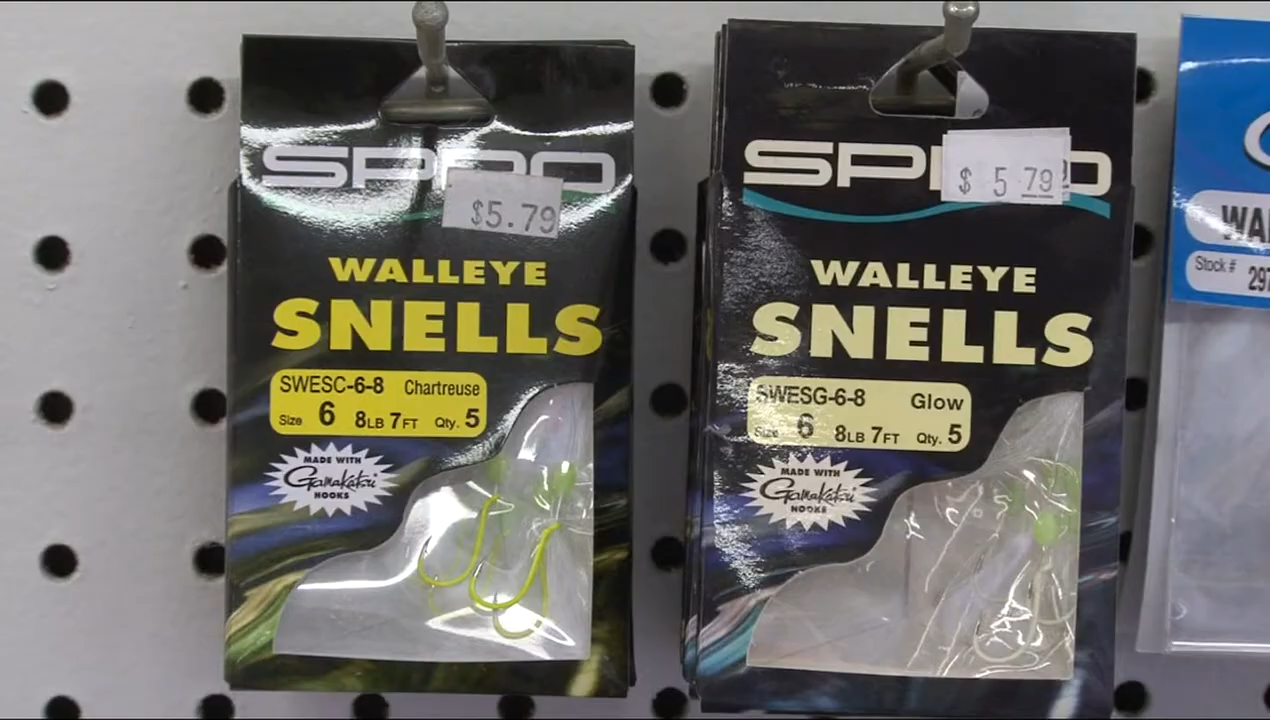 SPRO
$5.79
WALLEYE
SNELLS
SWESC-6-8 Chartreuse
Size 6 8LB 7FT Qty. 5
MADE WITH
Gamakatsu
HOOKS
SPRO
$ 5 79
WALLEYE
SNELLS
SWESG-6-8 Glow
Size 6 8LB 7FT Qty. 5
MADE WITH
Gamakatsu
HOOKS
Stock #